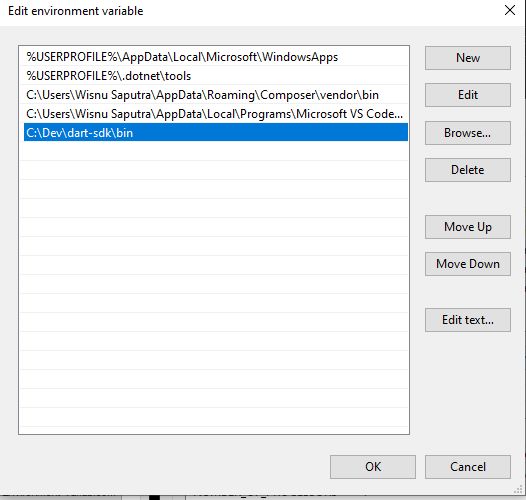 Edit environment variable
%USERPROFILE%\AppData\Local\Microsoft\WindowsApps
%USERPROFILE%\.dotnet\tools
C:\Users\Wisnu Saputra\AppData\Roaming\Composer\vendor\bin
C:\Users\Wisnu Saputra\AppData\Local\Programs\Microsoft VS Code...
C:\Dev\dart-sdk\bin
New
Edit
Browse...
Delete
Move Up
Move Down
Edit text...
OK
Cancel